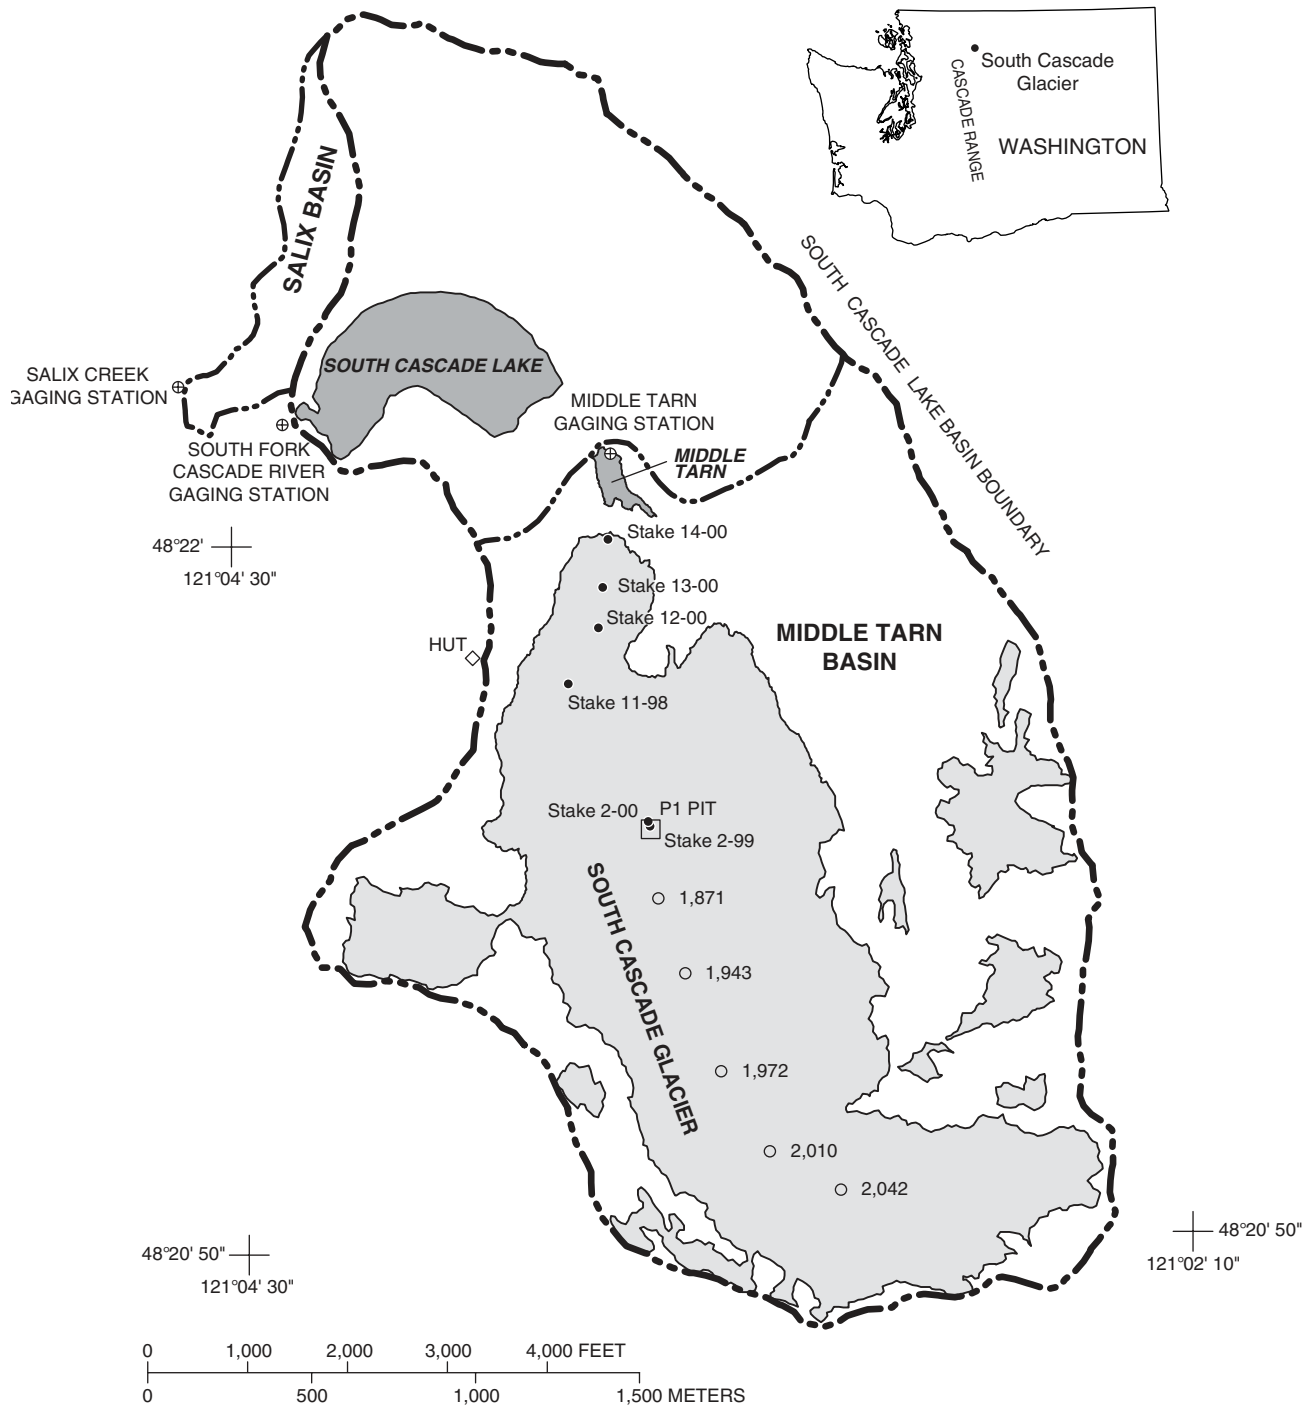 South Cascade
Glacier
CASCADE RANGE
WASHINGTON
SALIX BASIN
SOUTH CASCADE LAKE BASIN BOUNDARY
SOUTH CASCADE LAKE
SALIX CREEK
GAGING STATION
MIDDLE TARN
GAGING STATION
SOUTH FORK
CASCADE RIVER
GAGING STATION
MIDDLE
TARN
Stake 14-00
48°22'
121°04' 30"
Stake 13-00
Stake 12-00
HUT
MIDDLE TARN
BASIN
Stake 11-98
Stake 2-00
P1 PIT
Stake 2-99
SOUTH CASCADE GLACIER
1,871
1,943
1,972
2,010
2,042
48°20' 50"
121°04' 30"
48°20' 50"
121°02' 10"
0 1,000 2,000 3,000 4,000 FEET
0 500 1,000 1,500 METERS